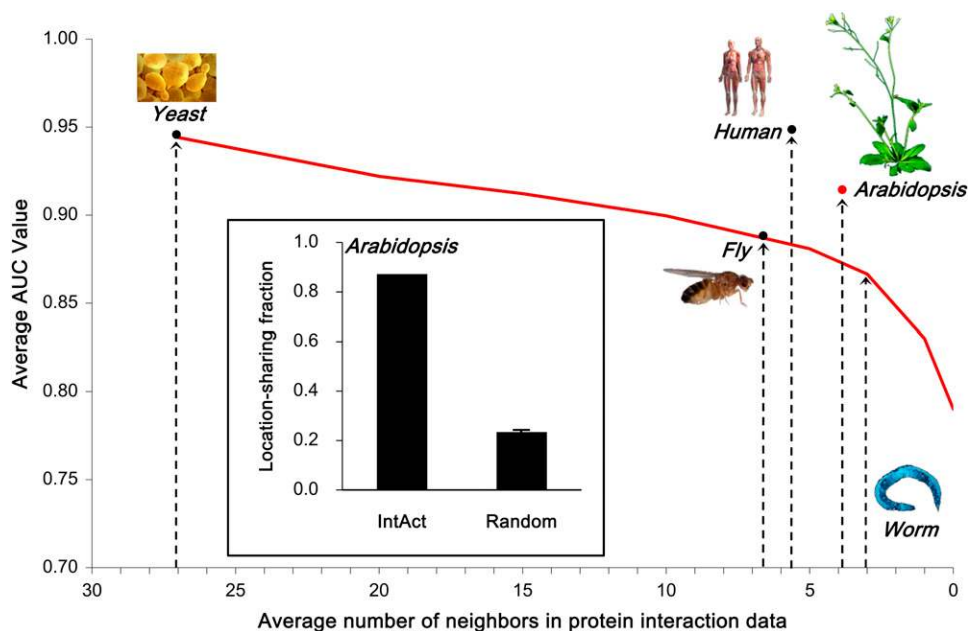 Average AUC Value
1.00
0.95
0.90
0.85
0.80
0.75
0.70
Yeast
Human
Arabidopsis
Fly
Worm
Arabidopsis
Location-sharing fraction
1.0
0.8
0.6
0.4
0.2
0.0
IntAct Random
30 25 20 15 10 5 0
Average number of neighbors in protein interaction data